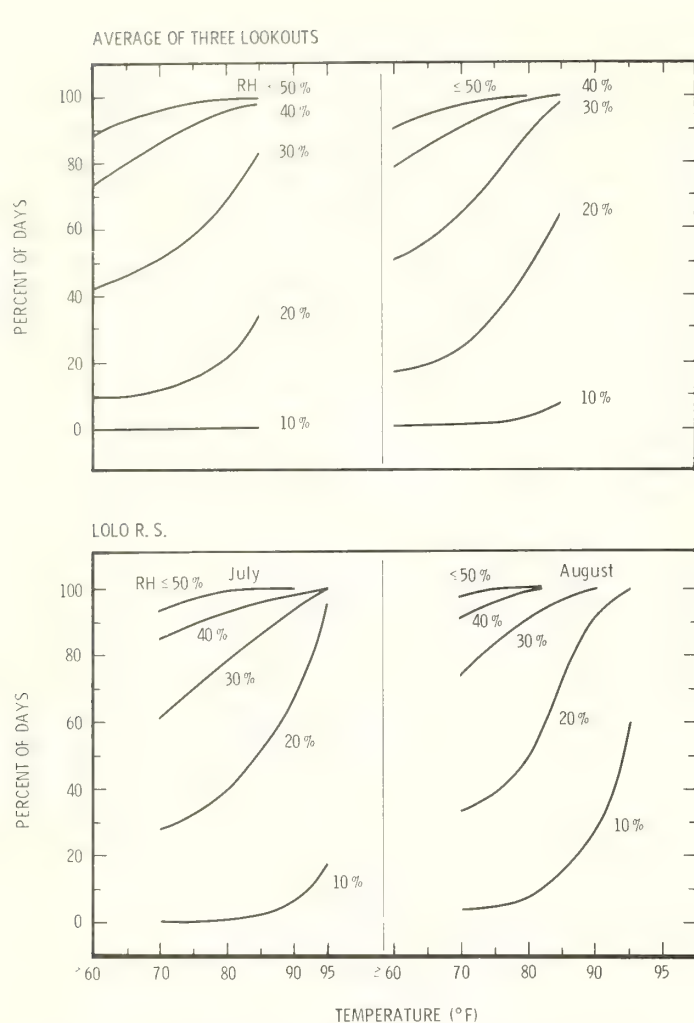 AVERAGE OF THREE LOOKOUTS
PERCENT OF DAYS
100
80
60
40
20
0
RH · 50 %
40 %
30 %
20 %
10 %
≤ 50 %
40 %
30 %
20 %
10 %
LOLO R. S.
PERCENT OF DAYS
100
80
60
40
20
0
July
RH ≤ 50 %
40 %
30 %
20 %
10 %
August
≤ 50 %
40 %
30 %
20 %
10 %
≥ 60 70 80 90 95 ≥ 60 70 80 90 95
TEMPERATURE (°F)